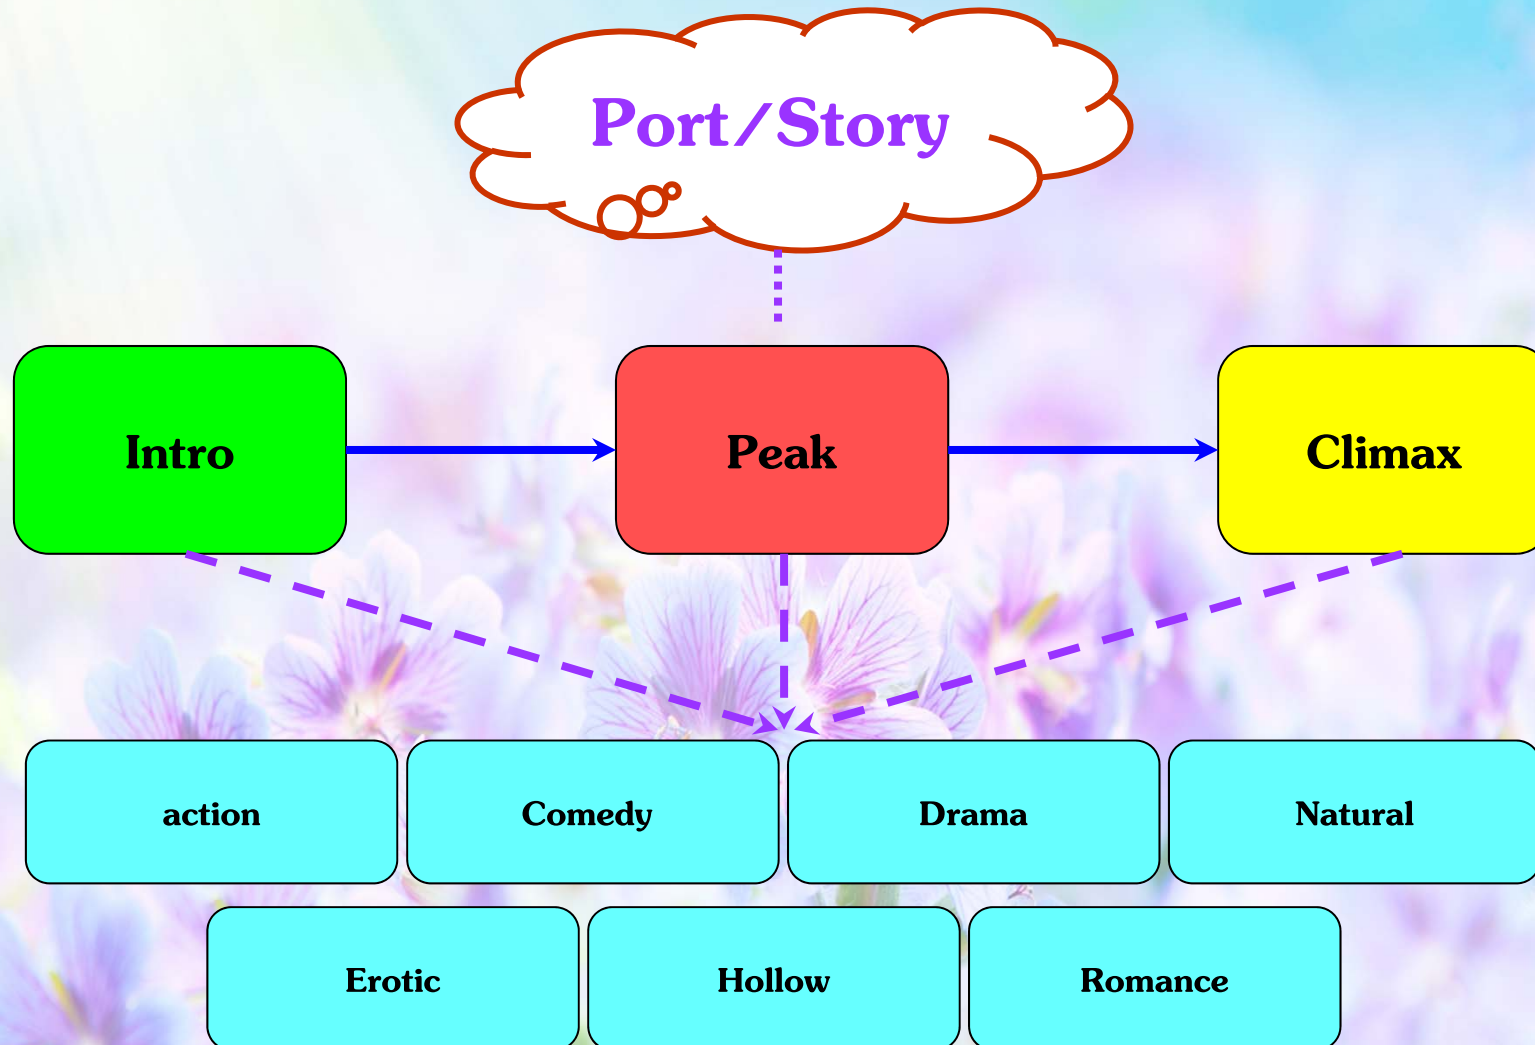 Port/Story
Intro
Peak
Climax
action
Comedy
Drama
Natural
Erotic
Hollow
Romance